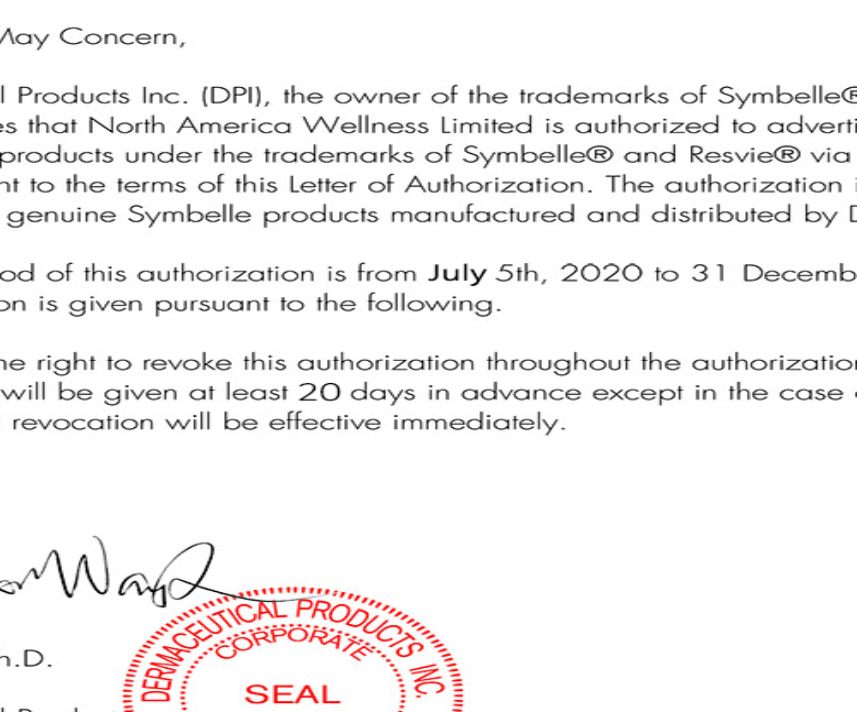 May Concern,
l Products Inc. (DPI), the owner of the trademarks of Symbelle®
es that North America Wellness Limited is authorized to adverti
products under the trademarks of Symbelle® and Resvie® via
nt to the terms of this Letter of Authorization. The authorization i
genuine Symbelle products manufactured and distributed by D
od of this authorization is from July 5th, 2020 to 31 Decemb
on is given pursuant to the following.
he right to revoke this authorization throughout the authorization
will be given at least 20 days in advance except in the case
revocation will be effective immediately.
DERMACEUTICAL PRODUCTS INC.
CORPORATE
h.D.
SEAL